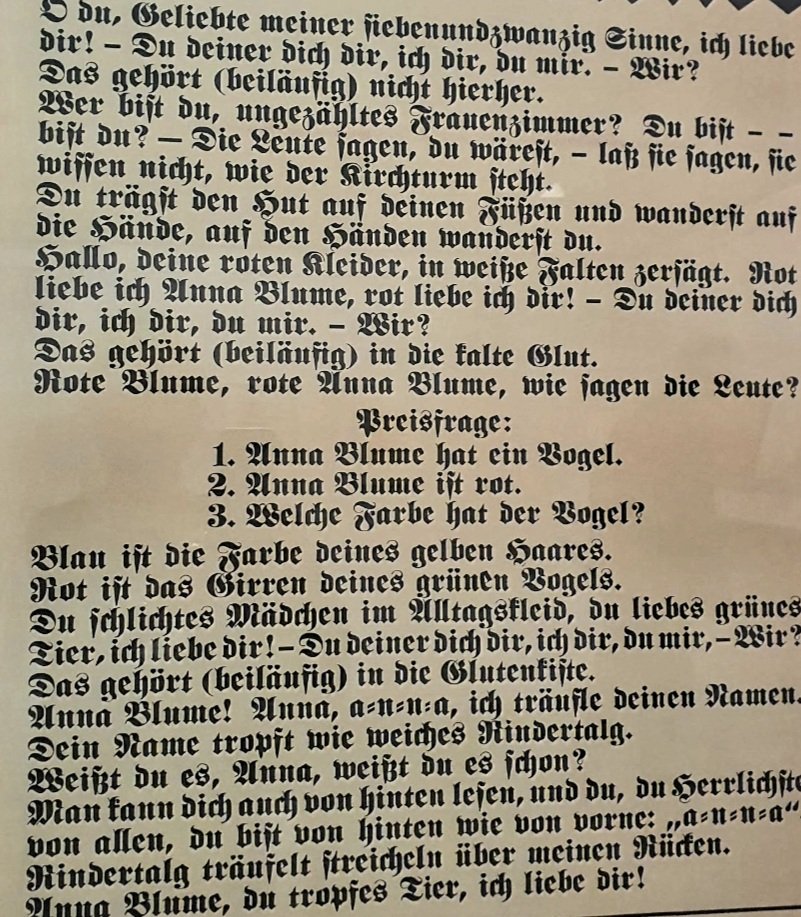 O du, Geliebte meiner siebenundzwanzig Sinne, ich liebe
dir! – Du deiner dich dir, ich dir, du mir. – Wir?
Das gehört (beiläufig) nicht hierher.
Wer bist du, ungezähltes Frauenzimmer? Du bist – –
bist du? — Die Leute sagen, du wärest, – laß sie sagen, sie
wissen nicht, wie der Kirchturm steht.
Du trägst den Hut auf deinen Füßen und wanderst auf
die Hände, auf den Händen wanderst du.
Hallo, deine roten Kleider, in weiße Falten zersägt. Rot
liebe ich Anna Blume, rot liebe ich dir! – Du deiner dich
dir, ich dir, du mir. – Wir?
Das gehört (beiläufig) in die kalte Glut.
Rote Blume, rote Anna Blume, wie sagen die Leute?
Preisfrage:
1. Anna Blume hat ein Vogel.
2. Anna Blume ist rot.
3. Welche Farbe hat der Vogel?
Blau ist die Farbe deines gelben Haares.
Rot ist das Girren deines grünen Vogels.
Du schlichtes Mädchen im Alltagskleid, du liebes grünes
Tier, ich liebe dir! – Du deiner dich dir, ich dir, du mir, – Wir?
Das gehört (beiläufig) in die Glutenkiste.
Anna Blume! Anna, a-n-n-a, ich träufle deinen Namen.
Dein Name tropft wie weiches Rindertalg.
Weißt du es, Anna, weißt du es schon?
Man kann dich auch von hinten lesen, und du, du Herrlichste
von allen, du bist von hinten wie von vorne: „a-n-n-a“
Rindertalg träufelt streicheln über meinen Rücken.
Anna Blume, du tropfes Tier, ich liebe dir!